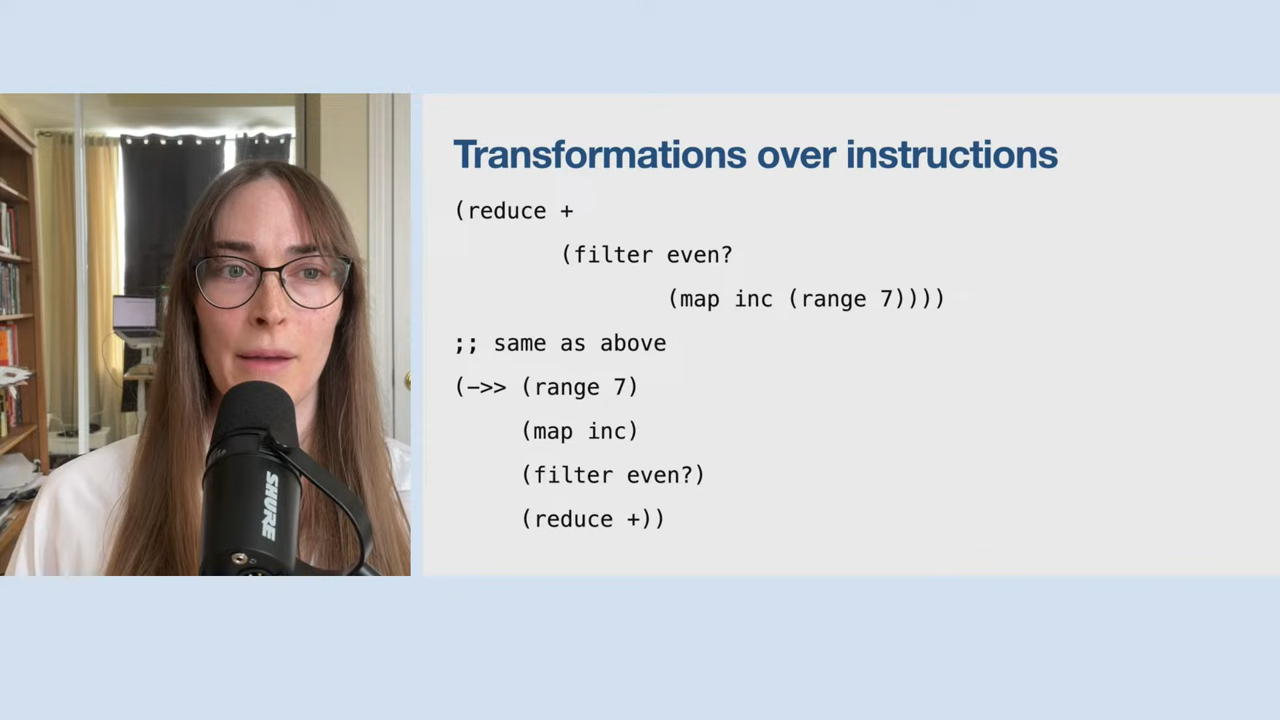 Transformations over instructions
(reduce +
(filter even?
(map inc (range 7))))
;; same as above
(->> (range 7)
(map inc)
(filter even?)
(reduce +))
SHURE